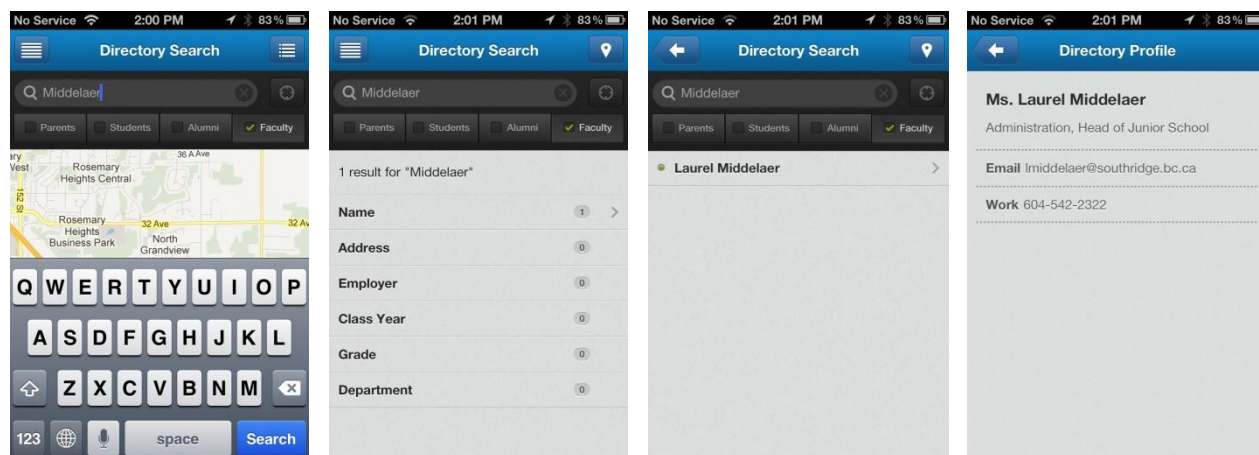 No Service 2:00 PM 83%
Directory Search
Middelaer
Parents Students Alumni Faculty
36 A Ave
ary
West
Rosemary
Heights Central
152 St
Rosemary
Heights
Business Park
32 Ave
32 Av
North
Grandview
Q W E R T Y U I O P
A S D F G H J K L
Z X C V B N M
123 space Search
No Service 2:01 PM 83%
Directory Search
Middelaer
Parents Students Alumni Faculty
1 result for "Middelaer"
Name 1
Address 0
Employer 0
Class Year 0
Grade 0
Department 0
No Service 2:01 PM 83%
Directory Search
Middelaer
Parents Students Alumni Faculty
Laurel Middelaer
No Service 2:01 PM 83%
Directory Profile
Ms. Laurel Middelaer
Administration, Head of Junior School
Email lmiddelaer@southridge.bc.ca
Work 604-542-2322